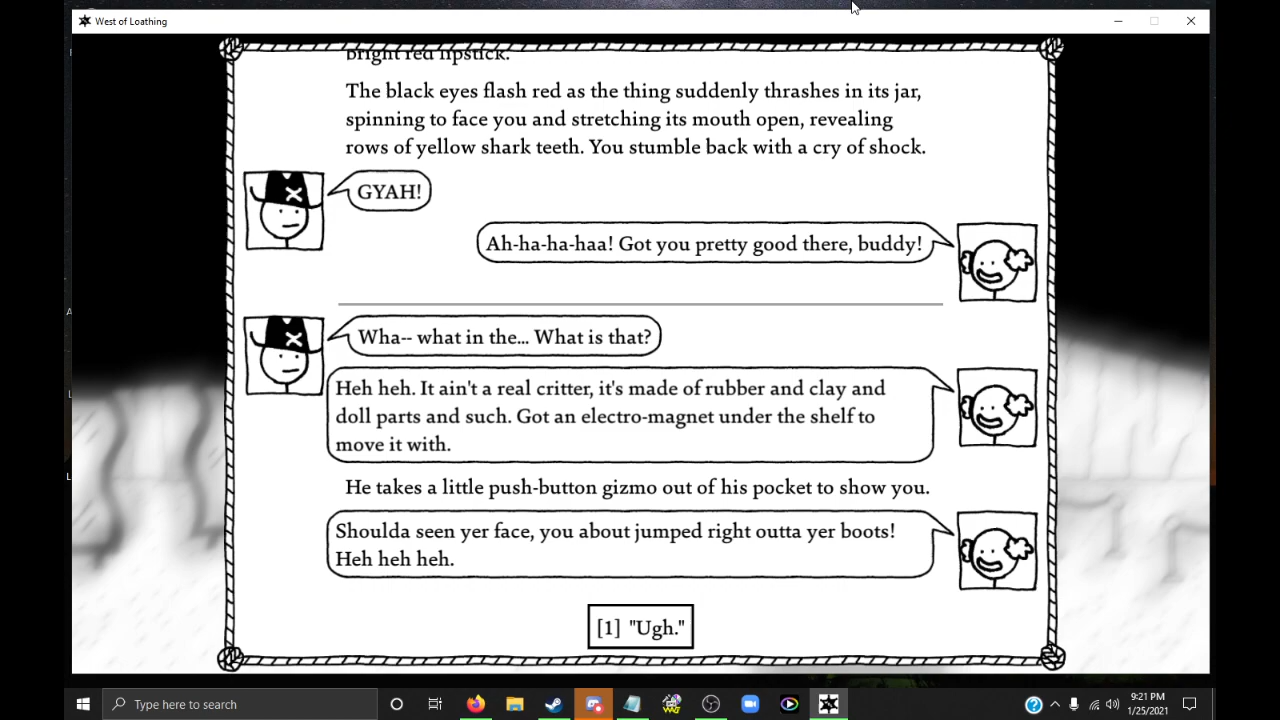 West of Loathing
bright red lipstick.
The black eyes flash red as the thing suddenly thrashes in its jar,
spinning to face you and stretching its mouth open, revealing
rows of yellow shark teeth. You stumble back with a cry of shock.
GYAH!
Ah-ha-ha-haa! Got you pretty good there, buddy!
Wha-- what in the... What is that?
Heh heh. It ain't a real critter, it's made of rubber and clay and
doll parts and such. Got an electro-magnet under the shelf to
move it with.
He takes a little push-button gizmo out of his pocket to show you.
Shoulda seen yer face, you about jumped right outta yer boots!
Heh heh heh.
[1] "Ugh."
Type here to search
9:21 PM
1/25/2021